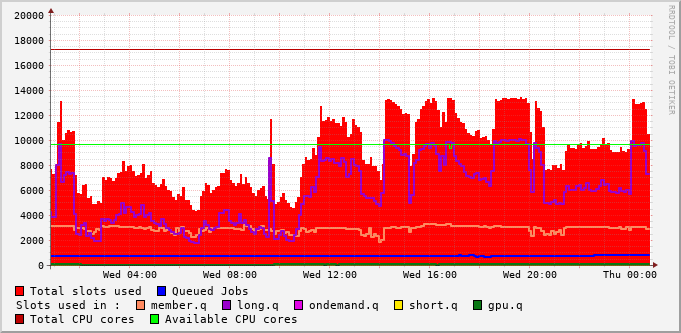 20000
18000
16000
14000
12000
10000
8000
6000
4000
2000
0
RRDTOOL / TOBI OETIKER
Wed 04:00 Wed 08:00 Wed 12:00 Wed 16:00 Wed 20:00 Thu 00:00
Total slots used Queued Jobs
Slots used in : member.q long.q ondemand.q short.q gpu.q
Total CPU cores Available CPU cores